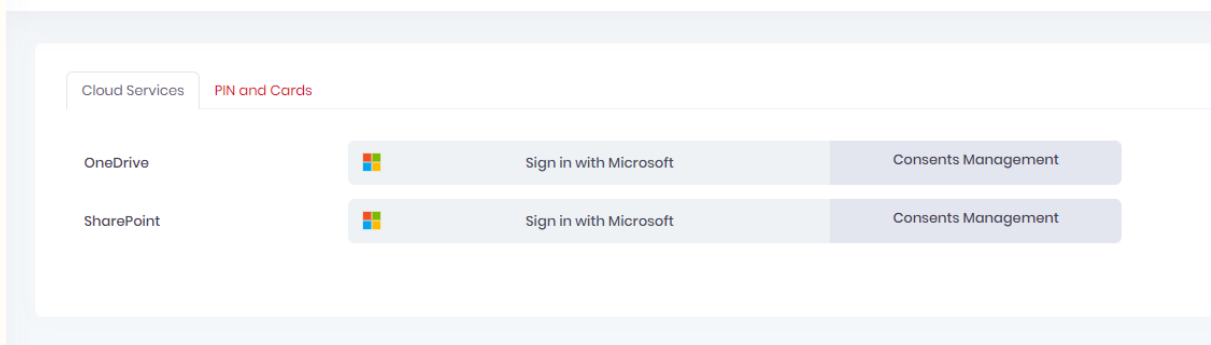 Cloud Services PIN and Cards
OneDrive Sign in with Microsoft Consents Management
SharePoint Sign in with Microsoft Consents Management